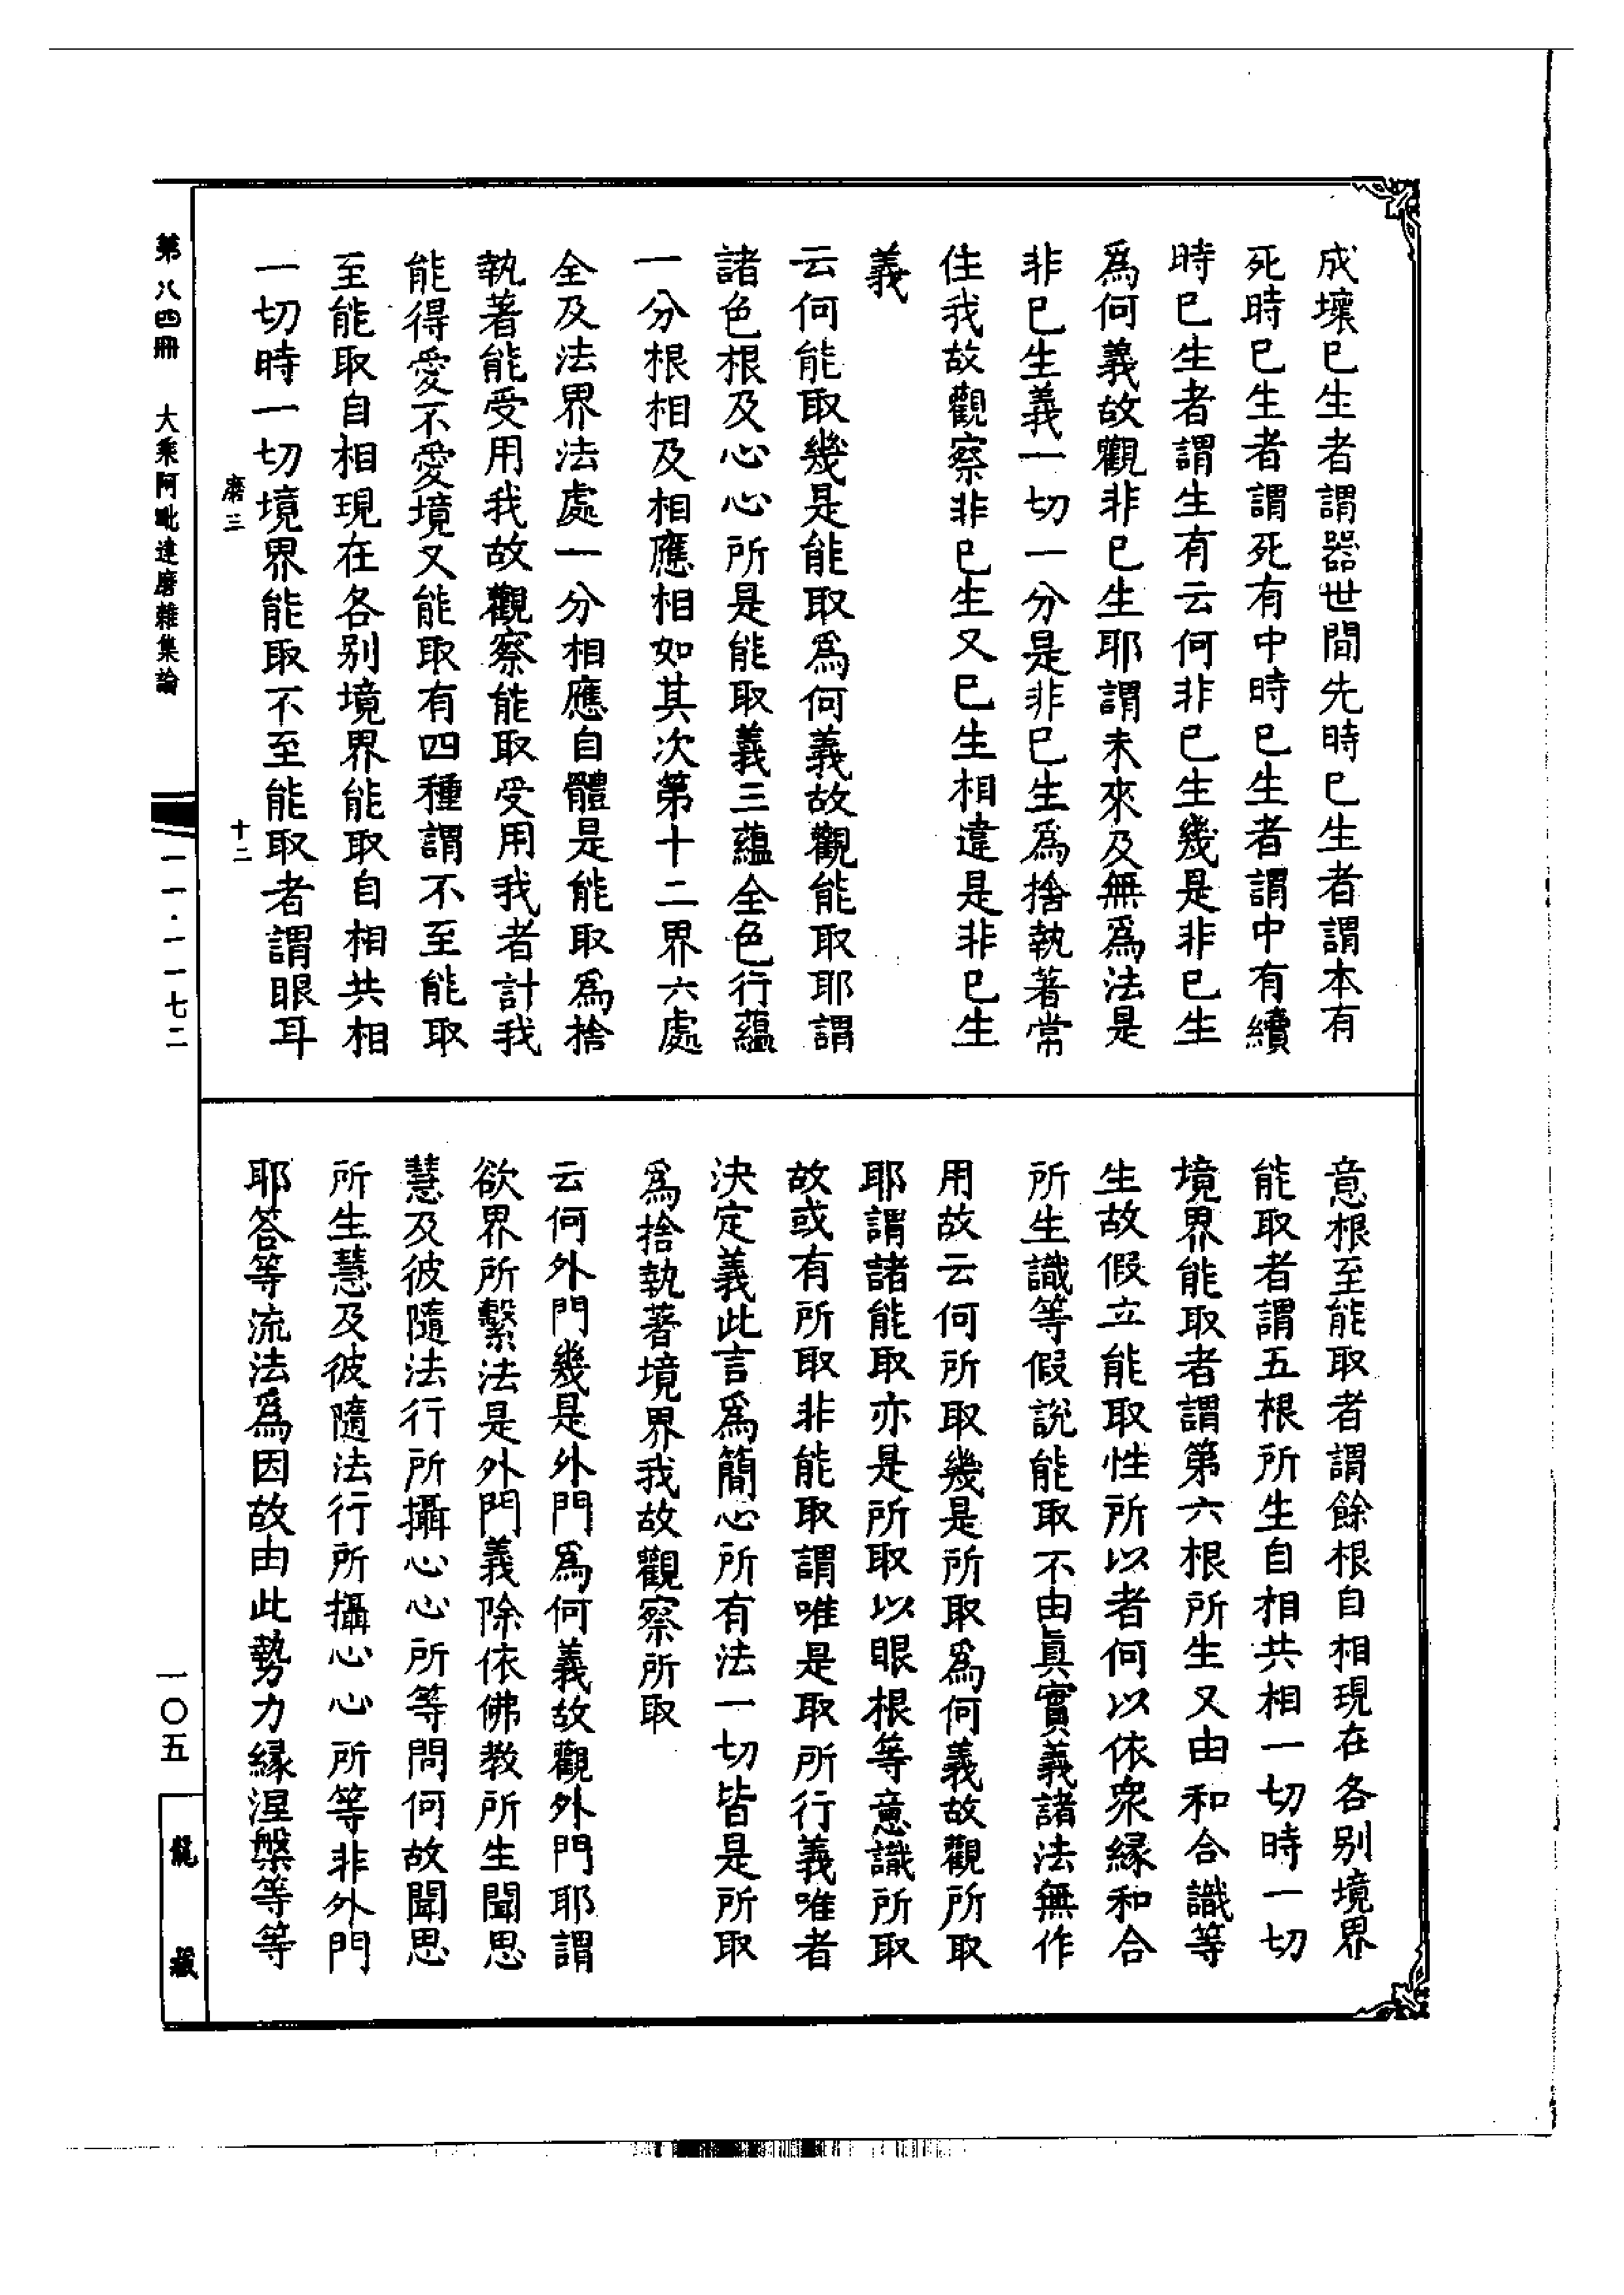 成壞已生者謂器世間先時已生者謂本有
死時已生者謂死有中時已生者謂中有續
時已生者謂生有云何非已生幾是非已生
爲何義故觀非已生耶謂未來及無爲法是
非已生義一切一分是非已生爲捨執著常
住我故觀察非已生又已生相違是非已生
義
云何能取幾是能取爲何義故觀能取耶謂
諸色根及心心所是能取義三蘊全色行蘊
一分根相及相應相如其次第十二界六處
全及法界法處一分相應自體是能取爲捨
執著能受用我故觀察能取受用我者計我
能得愛不愛境又能取有四種謂不至能取
至能取自相現在各别境界能取自相共相
一切時一切境界能取不至能取者謂眼耳
磨三
十二
意根至能取者謂餘根自相現在各别境界
能取者謂五根所生自相共相一切時一切
境界能取者謂第六根所生又由和合識等
生故假立能取性所以者何以依衆緣和合
所生識等假說能取不由眞實義諸法無作
用故云何所取幾是所取爲何義故觀所取
耶謂諸能取亦是所取以眼根等意識所取
故或有所取非能取謂唯是取所行義唯者
決定義此言爲簡心所有法一切皆是所取
爲捨執著境界我故觀察所取
云何外門幾是外門爲何義故觀外門耶謂
欲界所繫法是外門義除依佛教所生聞思
慧及彼隨法行所攝心心所等問何故聞思
所生慧及彼隨法行所攝心心所等非外門
耶答等流法爲因故由此勢力緣涅槃等等
第八四冊　大乘阿毗達磨雜集論
一一·一一七二
一〇五
龍藏